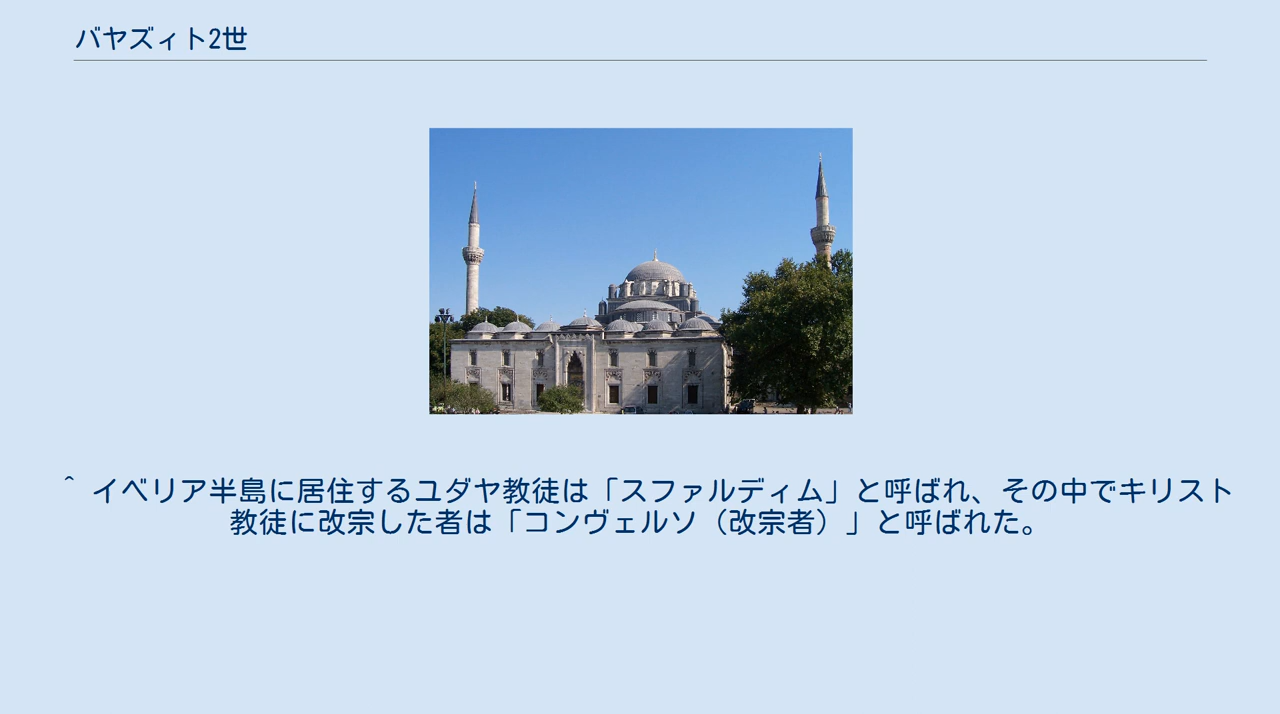 バヤズィト2世
^ イベリア半島に居住するユダヤ教徒は「スファルディム」と呼ばれ、その中でキリスト
教徒に改宗した者は「コンヴェルソ（改宗者）」と呼ばれた。